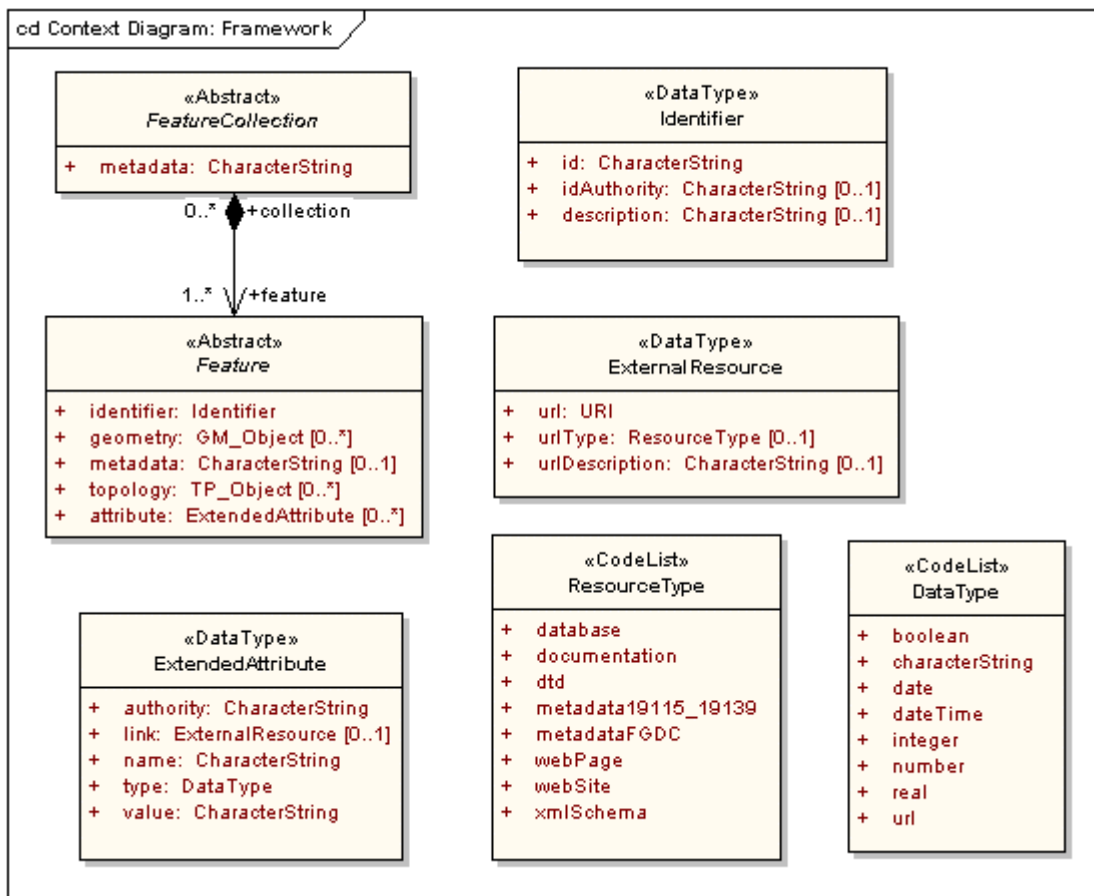 cd Context Diagram: Framework
«Abstract»
FeatureCollection
+ metadata: CharacterString
0..* +collection
1..* +feature
«Abstract»
Feature
+ identifier: Identifier
+ geometry: GM_Object [0..*]
+ metadata: CharacterString [0..1]
+ topology: TP_Object [0..*]
+ attribute: ExtendedAttribute [0..*]
«DataType»
ExtendedAttribute
+ authority: CharacterString
+ link: ExternalResource [0..1]
+ name: CharacterString
+ type: DataType
+ value: CharacterString
«DataType»
Identifier
+ id: CharacterString
+ idAuthority: CharacterString [0..1]
+ description: CharacterString [0..1]
«DataType»
ExternalResource
+ url: URI
+ urlType: ResourceType [0..1]
+ urlDescription: CharacterString [0..1]
«CodeList»
ResourceType
+ database
+ documentation
+ dtd
+ metadata19115_19139
+ metadataFGDC
+ webPage
+ webSite
+ xmlSchema
«CodeList»
DataType
+ boolean
+ characterString
+ date
+ dateTime
+ integer
+ number
+ real
+ url